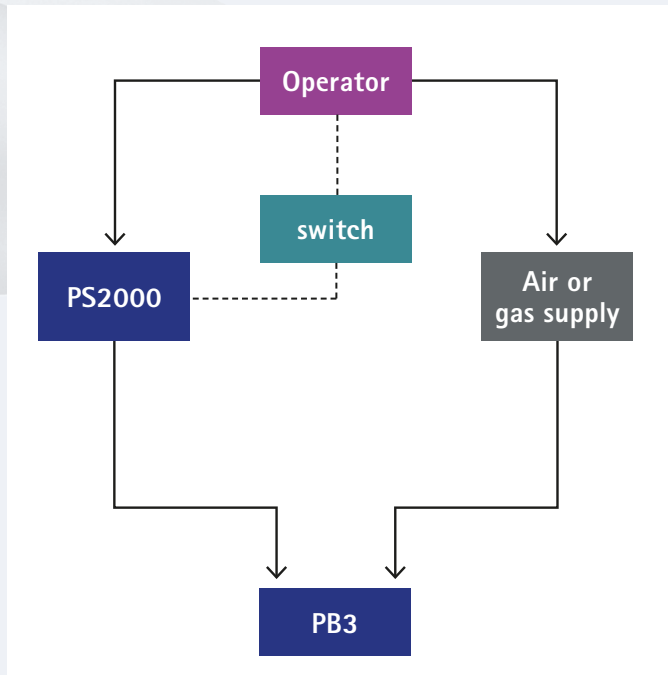 Operator
switch
PS2000
Air or
gas supply
PB3